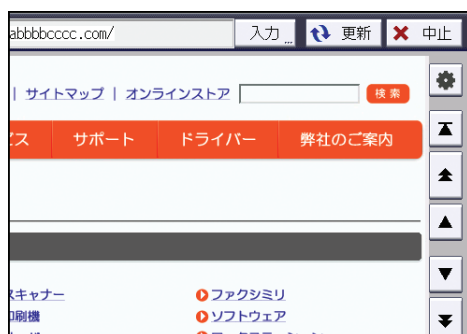 abbbbcccc.com/ 入力... 更新 中止
| サイトマップ | オンラインストア 検索
ビス サポート ドライバー 弊社のご案内
スキャナー ファクシミリ
印刷機 ソフトウェア